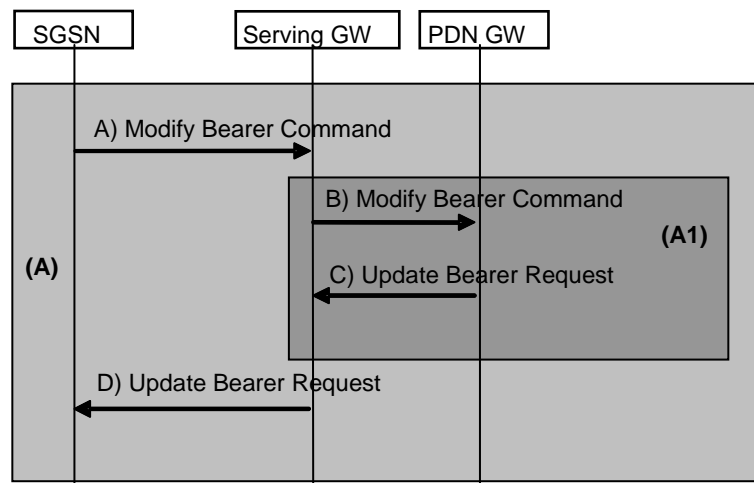 SGSN
Serving GW
PDN GW
A) Modify Bearer Command
B) Modify Bearer Command
(A1)
(A)
C) Update Bearer Request
D) Update Bearer Request